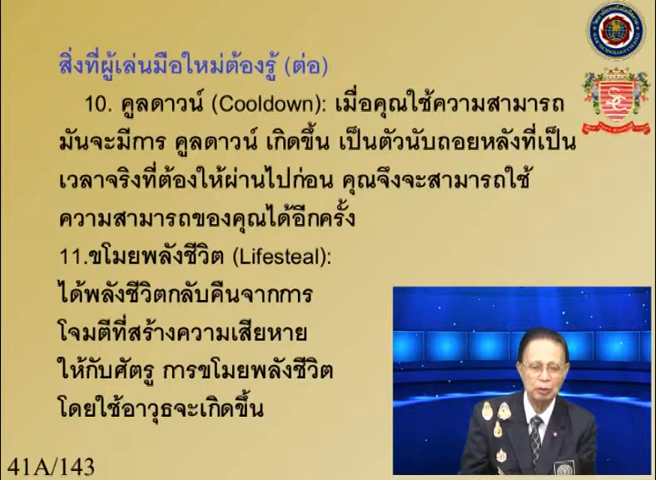 สิ่งที่ผู้เล่นมือใหม่ต้องรู้ (ต่อ)
10. คูลดาวน์ (Cooldown): เมื่อคุณใช้ความสามารถ
มันจะมีการ คูลดาวน์ เกิดขึ้น เป็นตัวนับถอยหลังที่เป็น
เวลาจริงที่ต้องให้ผ่านไปก่อน คุณจึงจะสามารถใช้
ความสามารถของคุณได้อีกครั้ง
11.ขโมยพลังชีวิต (Lifesteal):
ได้พลังชีวิตกลับคืนจากการ
โจมตีที่สร้างความเสียหาย
ให้กับศัตรู การขโมยพลังชีวิต
โดยใช้อาวุธจะเกิดขึ้น
41A/143